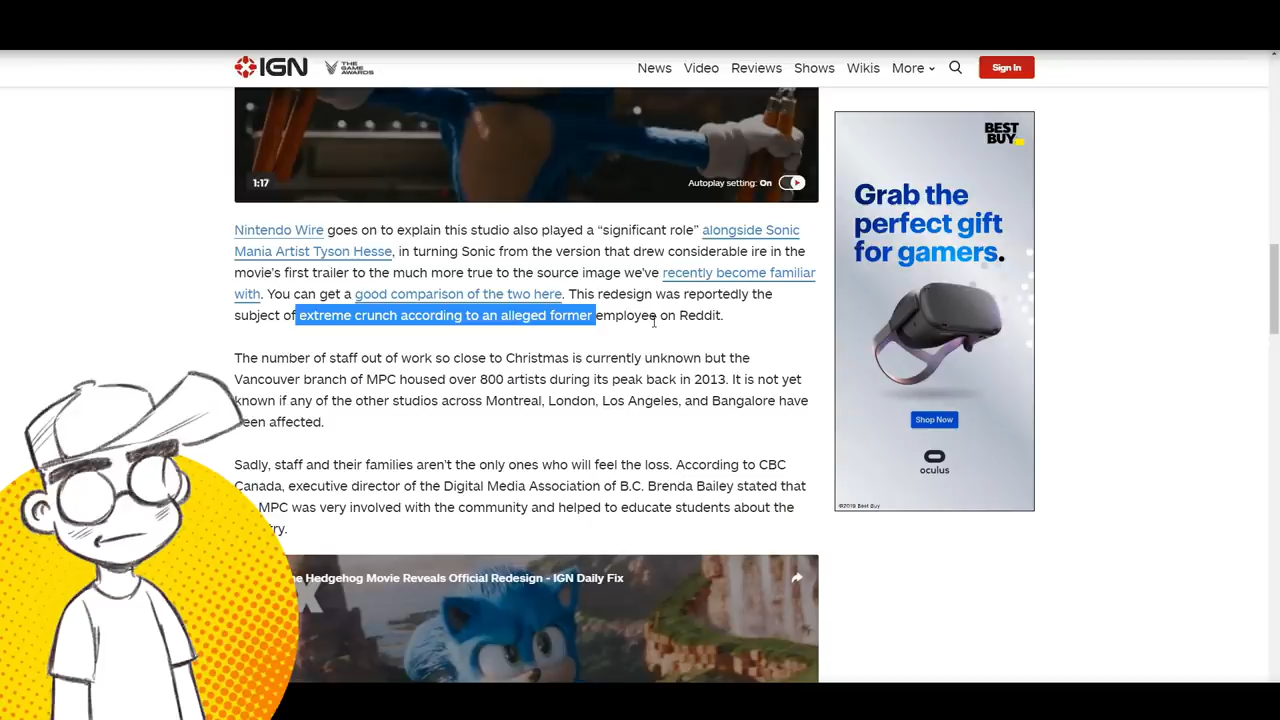 IGN
THE GAME AWARDS
News Video Reviews Shows Wikis More
Sign In
1:17
Autoplay setting: On
Nintendo Wire goes on to explain this studio also played a “significant role” alongside Sonic
Mania Artist Tyson Hesse, in turning Sonic from the version that drew considerable ire in the
movie’s first trailer to the much more true to the source image we’ve recently become familiar
with. You can get a good comparison of the two here. This redesign was reportedly the
subject of extreme crunch according to an alleged former employee on Reddit.
The number of staff out of work so close to Christmas is currently unknown but the
Vancouver branch of MPC housed over 800 artists during its peak back in 2013. It is not yet
known if any of the other studios across Montreal, London, Los Angeles, and Bangalore have
been affected.
Sadly, staff and their families aren’t the only ones who will feel the loss. According to CBC
Canada, executive director of the Digital Media Association of B.C. Brenda Bailey stated that
MPC was very involved with the community and helped to educate students about the
Hedgehog Movie Reveals Official Redesign - IGN Daily Fix
BEST
BUY
Grab the
perfect gift
for gamers.
Shop Now
oculus
©2019 Best Buy